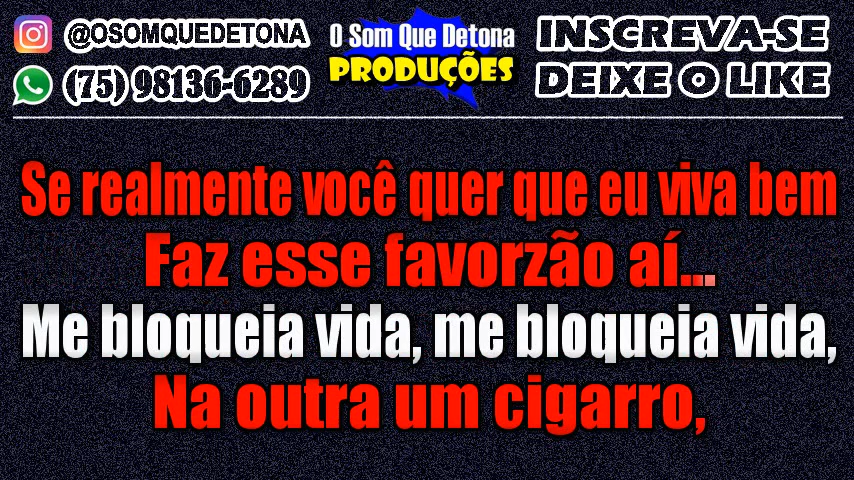 @OSOMQUEDETONA
(75) 98136-6289
O Som Que Detona
PRODUÇÕES
INSCREVA-SE
DEIXE O LIKE
Se realmente você quer que eu viva bem
Faz esse favorzão aí...
Me bloqueia vida, me bloqueia vida,
Na outra um cigarro,